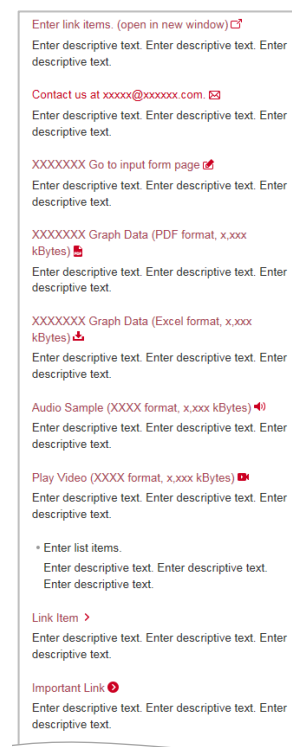 Enter link items. (open in new window)
Enter descriptive text. Enter descriptive text. Enter
descriptive text.
Contact us at xxxxx@xxxxxx.com.
Enter descriptive text. Enter descriptive text. Enter
descriptive text.
XXXXXXX Go to input form page
Enter descriptive text. Enter descriptive text. Enter
descriptive text.
XXXXXXX Graph Data (PDF format, x,xxx
kBytes)
Enter descriptive text. Enter descriptive text. Enter
descriptive text.
XXXXXXX Graph Data (Excel format, x,xxx
kBytes)
Enter descriptive text. Enter descriptive text. Enter
descriptive text.
Audio Sample (XXXX format, x,xxx kBytes)
Enter descriptive text. Enter descriptive text. Enter
descriptive text.
Play Video (XXXX format, x,xxx kBytes)
Enter descriptive text. Enter descriptive text. Enter
descriptive text.
Enter list items.
Enter descriptive text. Enter descriptive text.
Enter descriptive text.
Link Item
Enter descriptive text. Enter descriptive text. Enter
descriptive text.
Important Link
Enter descriptive text. Enter descriptive text. Enter
descriptive text.